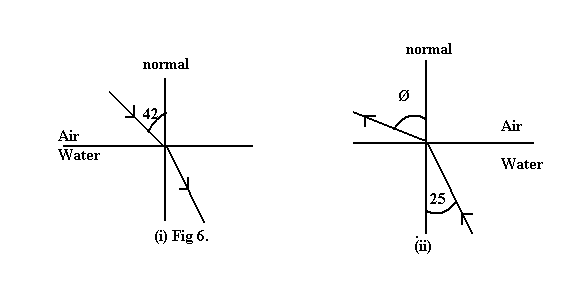 normal
42
Air
Water
(i) Fig 6.
normal
Ø
Air
Water
25
(ii)